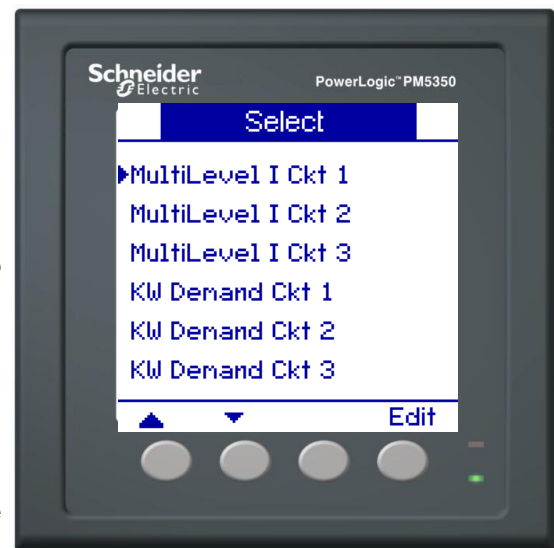 Schneider Electric
PowerLogic™ PM5350
Select
MultiLevel I Ckt 1
MultiLevel I Ckt 2
MultiLevel I Ckt 3
KW Demand Ckt 1
KW Demand Ckt 2
KW Demand Ckt 3
Edit